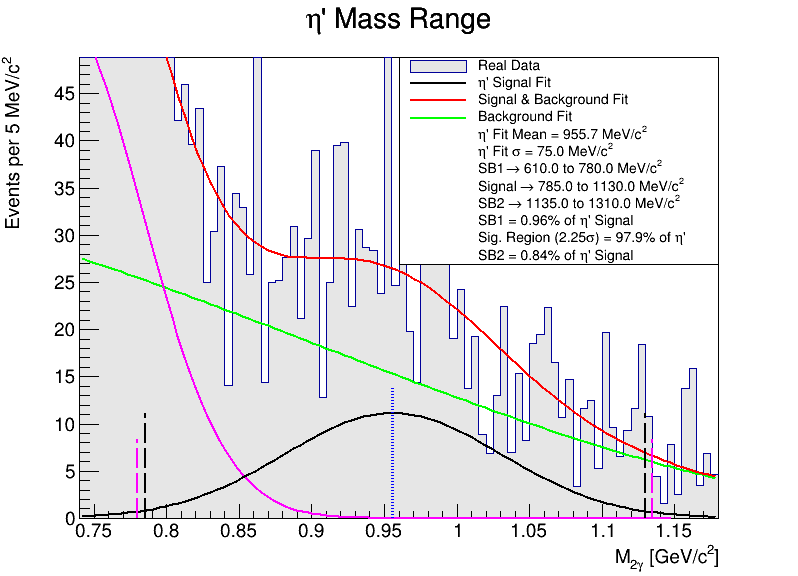 η' Mass Range
Events per 5 MeV/c²
45
40
35
30
25
20
15
10
5
0
Real Data
η' Signal Fit
Signal & Background Fit
Background Fit
η' Fit Mean = 955.7 MeV/c²
η' Fit σ = 75.0 MeV/c²
SB1 → 610.0 to 780.0 MeV/c²
Signal → 785.0 to 1130.0 MeV/c²
SB2 → 1135.0 to 1310.0 MeV/c²
SB1 = 0.96% of η' Signal
Sig. Region (2.25σ) = 97.9% of η'
SB2 = 0.84% of η' Signal
0.75 0.8 0.85 0.9 0.95 1 1.05 1.1 1.15
M₂γ [GeV/c²]